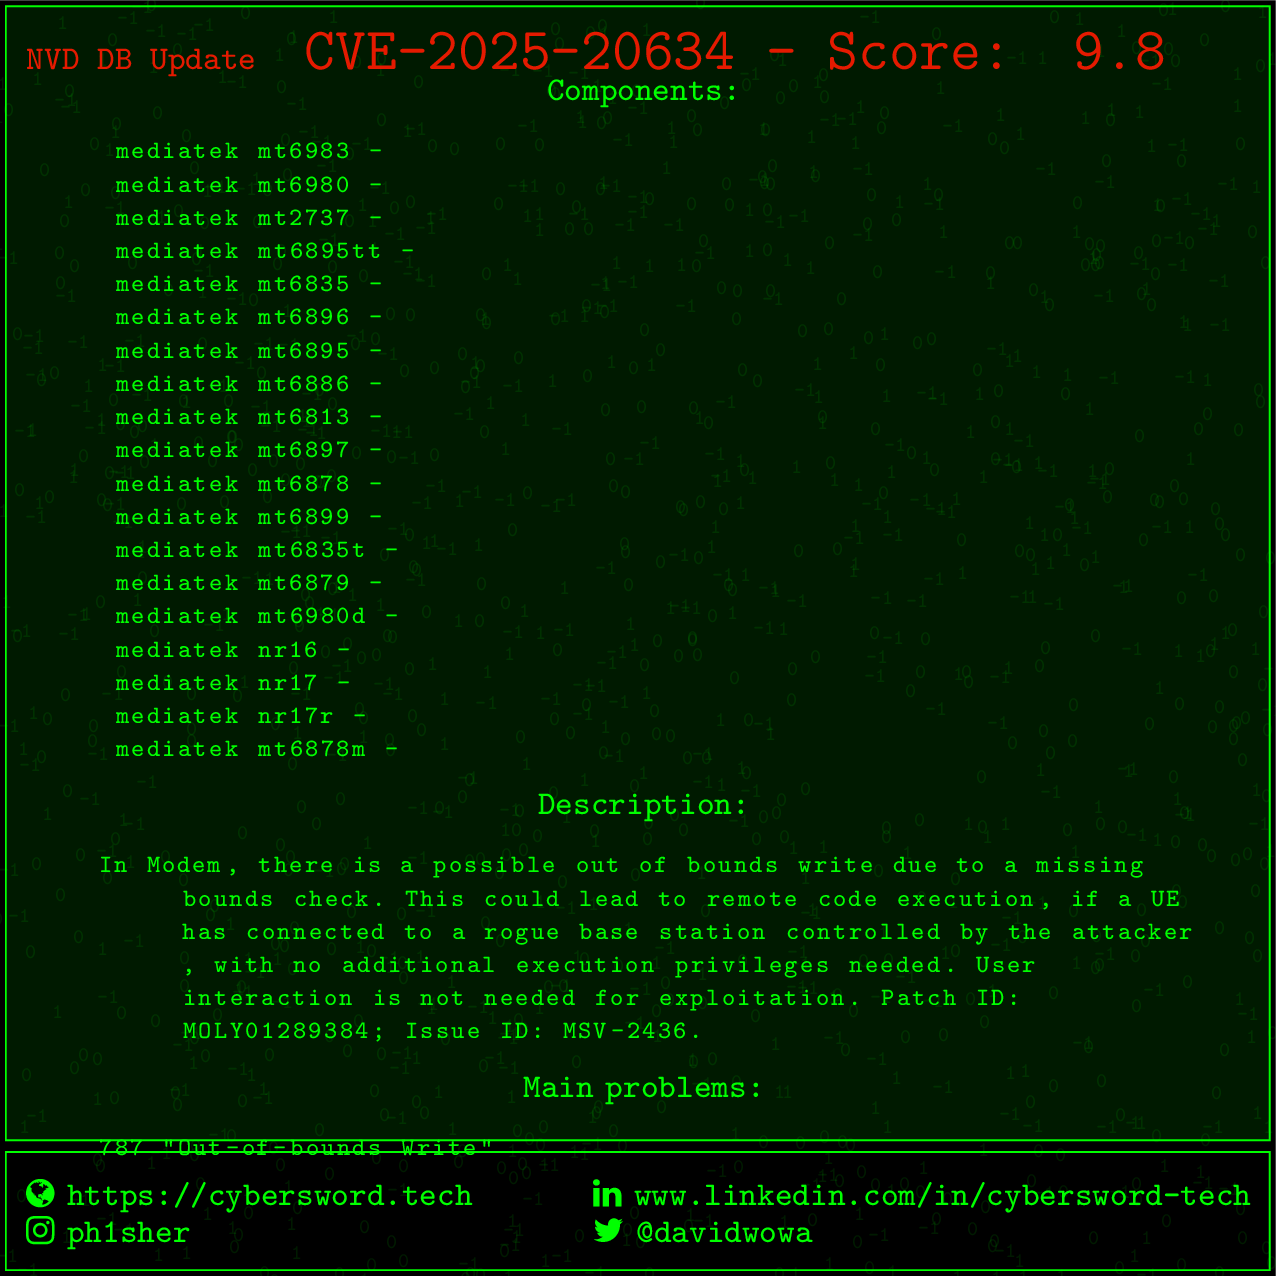 NVD DB Update CVE-2025-20634 - Score: 9.8
Components:
mediatek mt6983 -
mediatek mt6980 -
mediatek mt2737 -
mediatek mt6895tt -
mediatek mt6835 -
mediatek mt6896 -
mediatek mt6895 -
mediatek mt6886 -
mediatek mt6813 -
mediatek mt6897 -
mediatek mt6878 -
mediatek mt6899 -
mediatek mt6835t -
mediatek mt6879 -
mediatek mt6980d -
mediatek nr16 -
mediatek nr17 -
mediatek nr17r -
mediatek mt6878m -
Description:
In Modem, there is a possible out of bounds write due to a missing
bounds check. This could lead to remote code execution, if a UE
has connected to a rogue base station controlled by the attacker
, with no additional execution privileges needed. User
interaction is not needed for exploitation. Patch ID:
MOLY01289384; Issue ID: MSV-2436.
Main problems:
787 "Out-of-bounds Write"
https://cybersword.tech
www.linkedin.com/in/cybersword-tech
ph1sher
@davidwowa